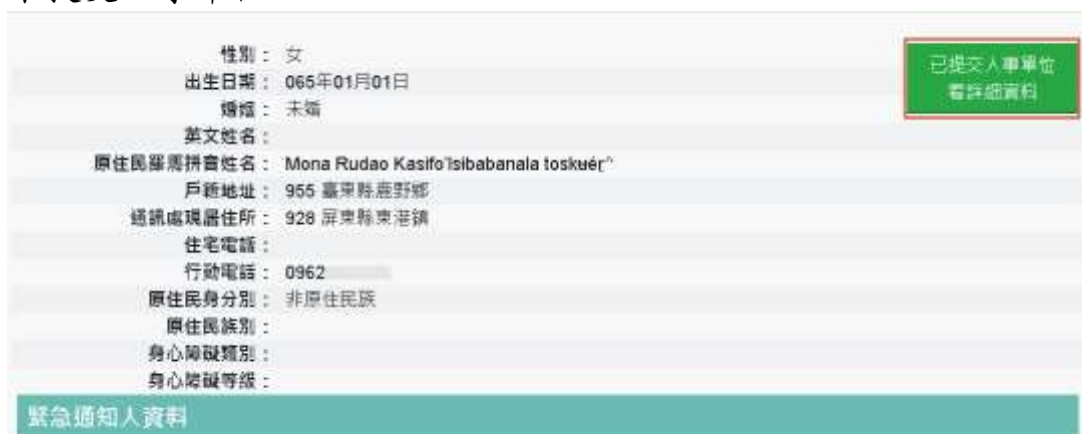 性別： 女
已提交人事單位
看詳細資料
出生日期： 065年01月01日
婚姻： 未婚
英文姓名：
原住民羅馬拼音姓名： Mona Rudao Kasifo'lsibabanala toskuér^
戶籍地址： 955 臺東縣鹿野鄉
通訊處現居住所： 928 屏東縣東港鎮
住宅電話：
行動電話： 0962
原住民身分別： 非原住民族
原住民族別：
身心障礙類別：
身心障礙等級：
緊急通知人資料